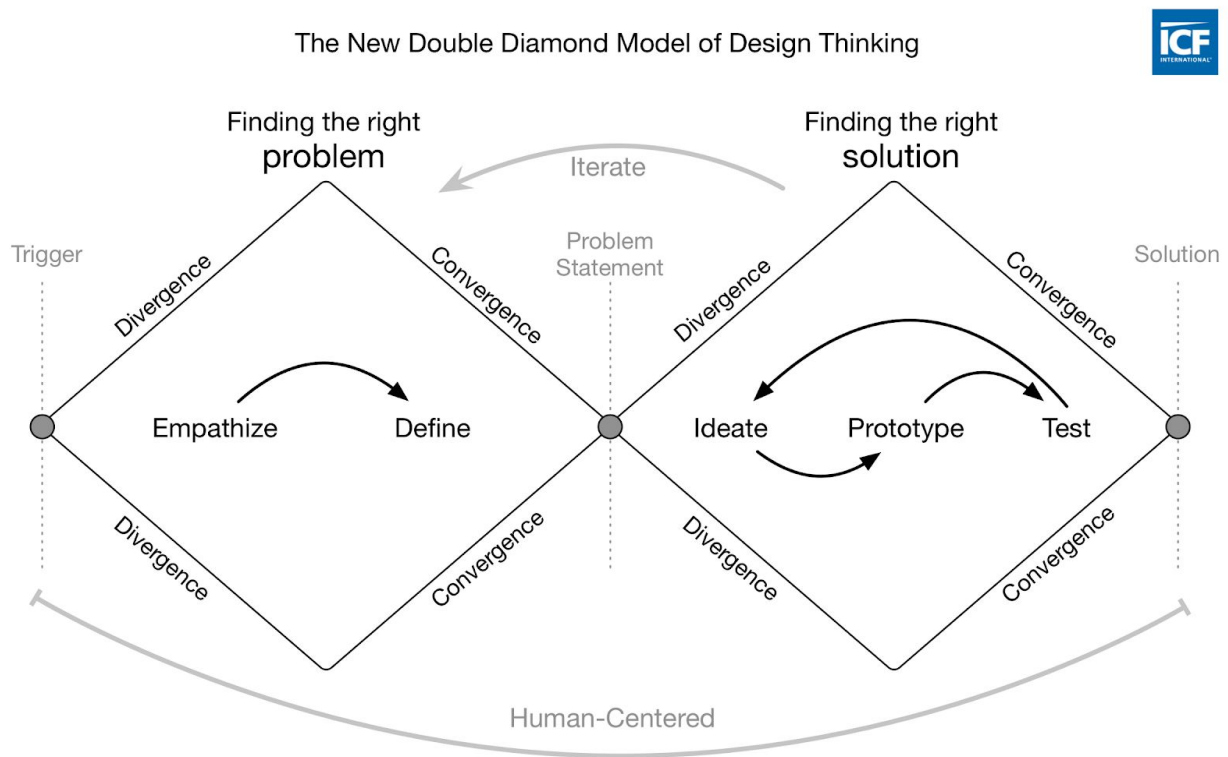 The New Double Diamond Model of Design Thinking
ICF
INTERNATIONAL
Finding the right
problem
Finding the right
solution
Iterate
Trigger
Problem
Statement
Solution
Divergence
Convergence
Divergence
Convergence
Empathize
Define
Ideate
Prototype
Test
Divergence
Convergence
Divergence
Convergence
Human-Centered